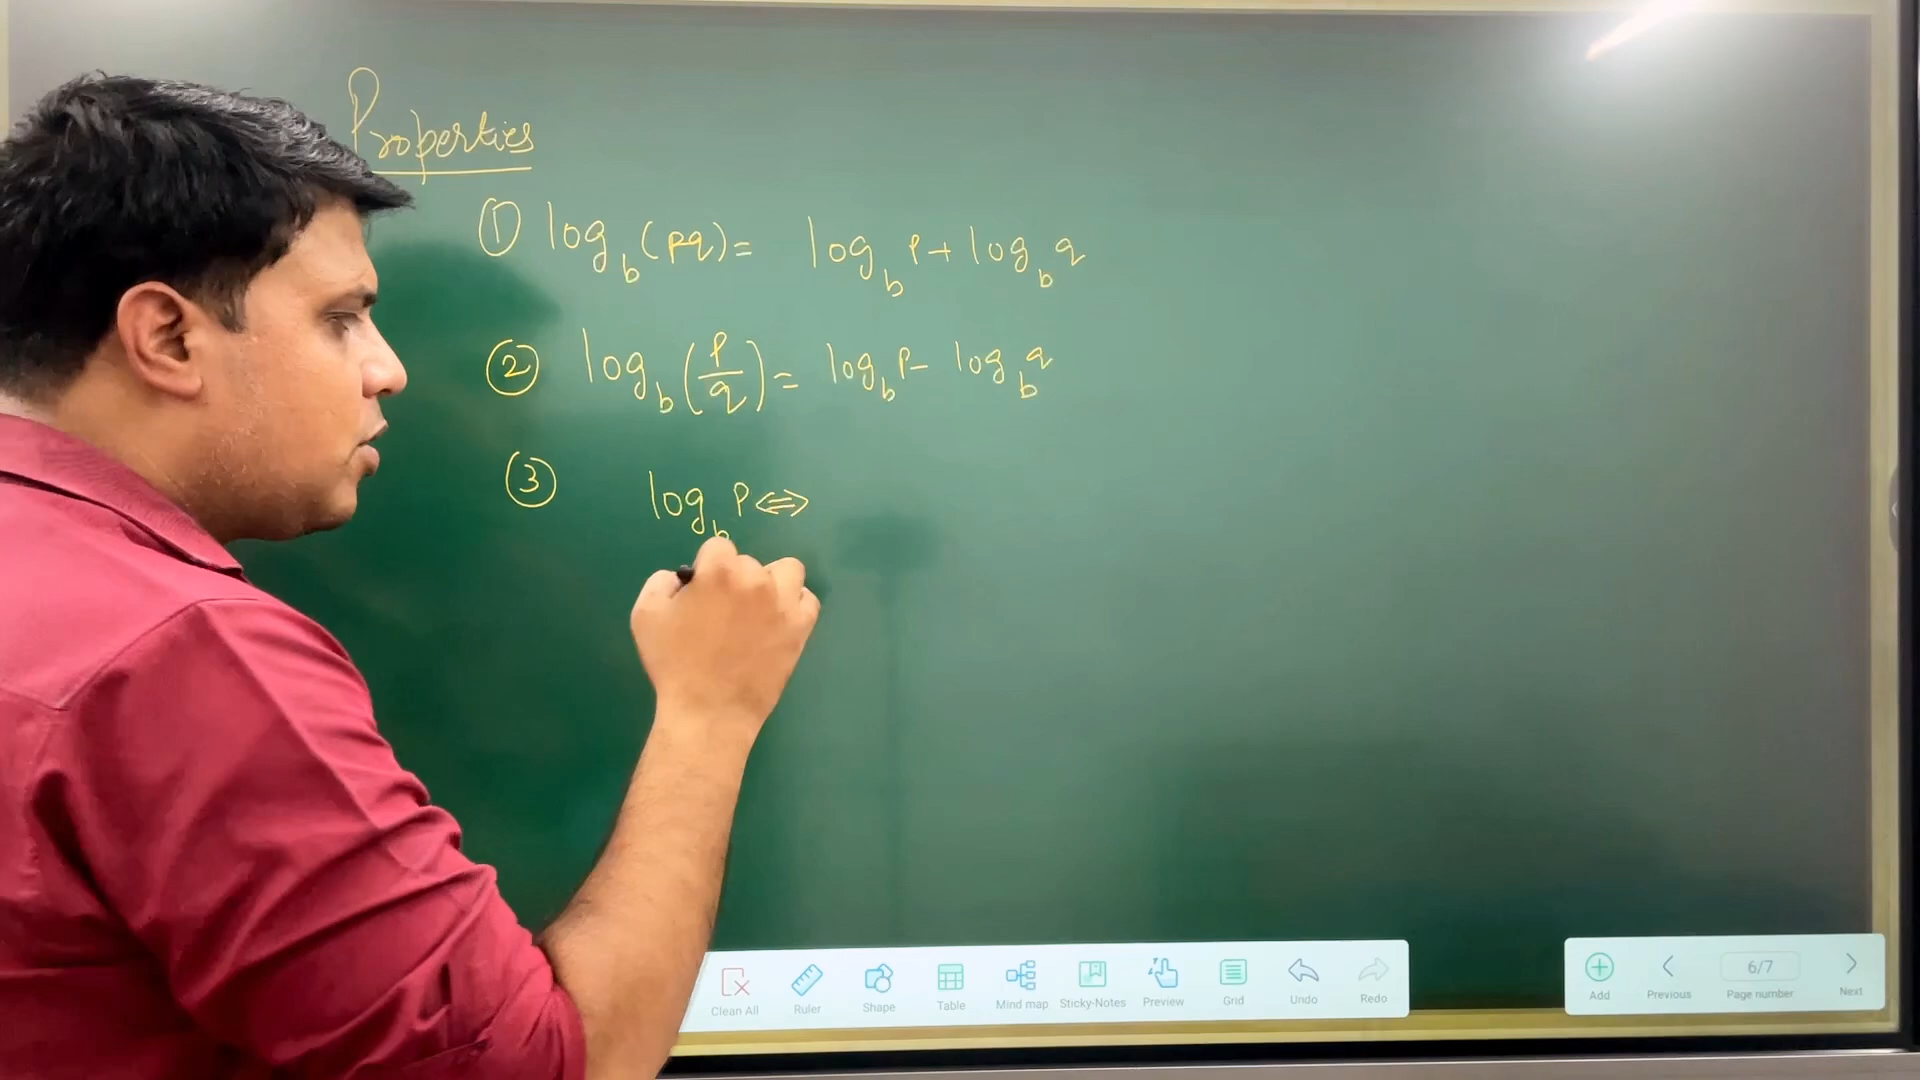 Properties
① log_b(pq) = log_b p + log_b q
② log_b(p/q) = log_b p - log_b q
③ log_b p ⇔
Clean All Ruler Shape Table Mind map Sticky-Notes Preview Grid Undo Redo
Add Previous 6/7 Page number Next